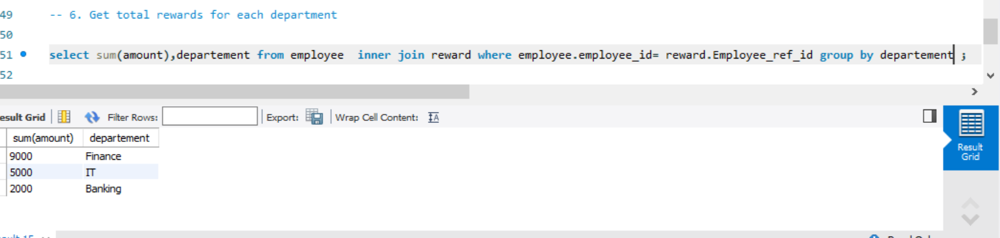 49 -- 6. Get total rewards for each department
50
51 select sum(amount),departement from employee  inner join reward where employee.employee_id= reward.Employee_ref_id group by departement ;
52
esult Grid Filter Rows: Export: Wrap Cell Content: IA
sum(amount) departement
9000 Finance
5000 IT
2000 Banking
Result
Grid